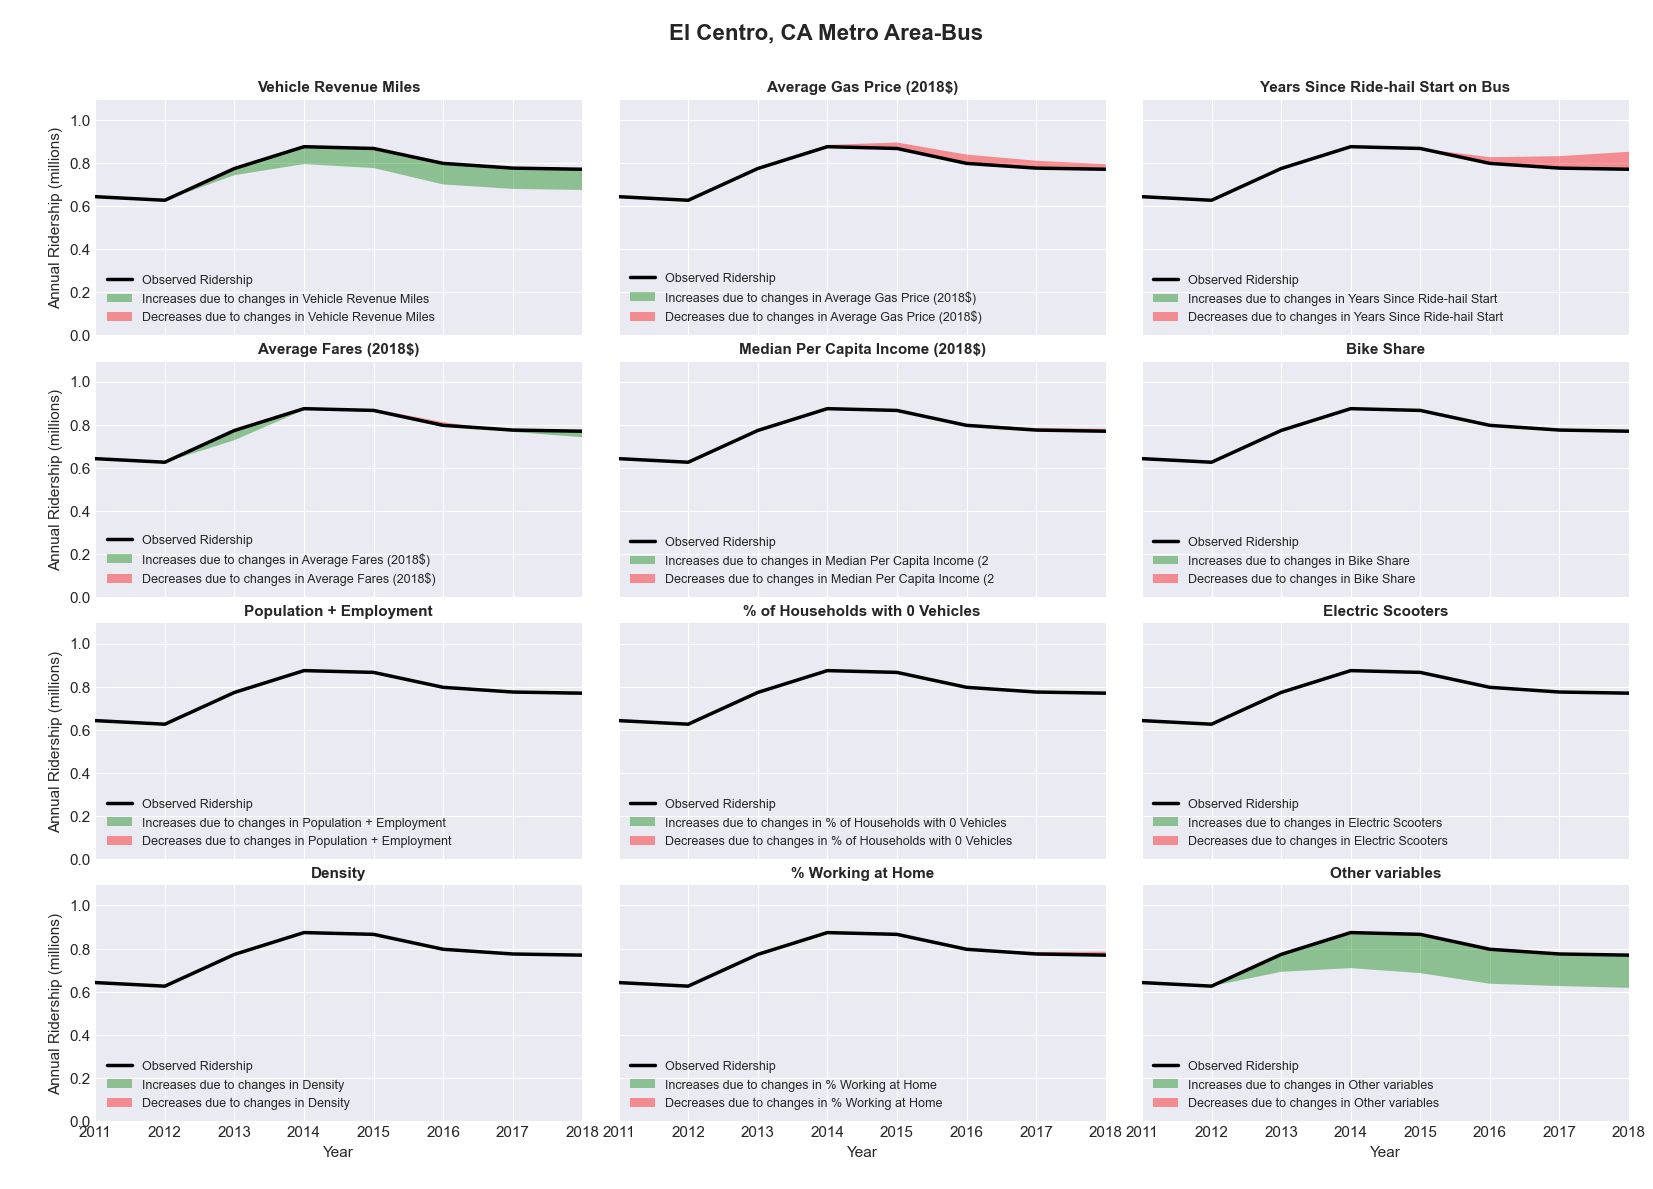 El Centro, CA Metro Area-Bus
Vehicle Revenue Miles
Annual Ridership (millions)
1.0
0.8
0.6
0.4
0.2
0.0
Observed Ridership
Increases due to changes in Vehicle Revenue Miles
Decreases due to changes in Vehicle Revenue Miles
Average Gas Price (2018$)
Observed Ridership
Increases due to changes in Average Gas Price (2018$)
Decreases due to changes in Average Gas Price (2018$)
Years Since Ride-hail Start on Bus
Observed Ridership
Increases due to changes in Years Since Ride-hail Start
Decreases due to changes in Years Since Ride-hail Start
Average Fares (2018$)
Annual Ridership (millions)
1.0
0.8
0.6
0.4
0.2
0.0
Observed Ridership
Increases due to changes in Average Fares (2018$)
Decreases due to changes in Average Fares (2018$)
Median Per Capita Income (2018$)
Observed Ridership
Increases due to changes in Median Per Capita Income (2
Decreases due to changes in Median Per Capita Income (2
Bike Share
Observed Ridership
Increases due to changes in Bike Share
Decreases due to changes in Bike Share
Population + Employment
Annual Ridership (millions)
1.0
0.8
0.6
0.4
0.2
0.0
Observed Ridership
Increases due to changes in Population + Employment
Decreases due to changes in Population + Employment
% of Households with 0 Vehicles
Observed Ridership
Increases due to changes in % of Households with 0 Vehicles
Decreases due to changes in % of Households with 0 Vehicles
Electric Scooters
Observed Ridership
Increases due to changes in Electric Scooters
Decreases due to changes in Electric Scooters
Density
Annual Ridership (millions)
1.0
0.8
0.6
0.4
0.2
0.0
Observed Ridership
Increases due to changes in Density
Decreases due to changes in Density
2011 2012 2013 2014 2015 2016 2017 2018
Year
% Working at Home
Observed Ridership
Increases due to changes in % Working at Home
Decreases due to changes in % Working at Home
2011 2012 2013 2014 2015 2016 2017 2018
Year
Other variables
Observed Ridership
Increases due to changes in Other variables
Decreases due to changes in Other variables
2011 2012 2013 2014 2015 2016 2017 2018
Year